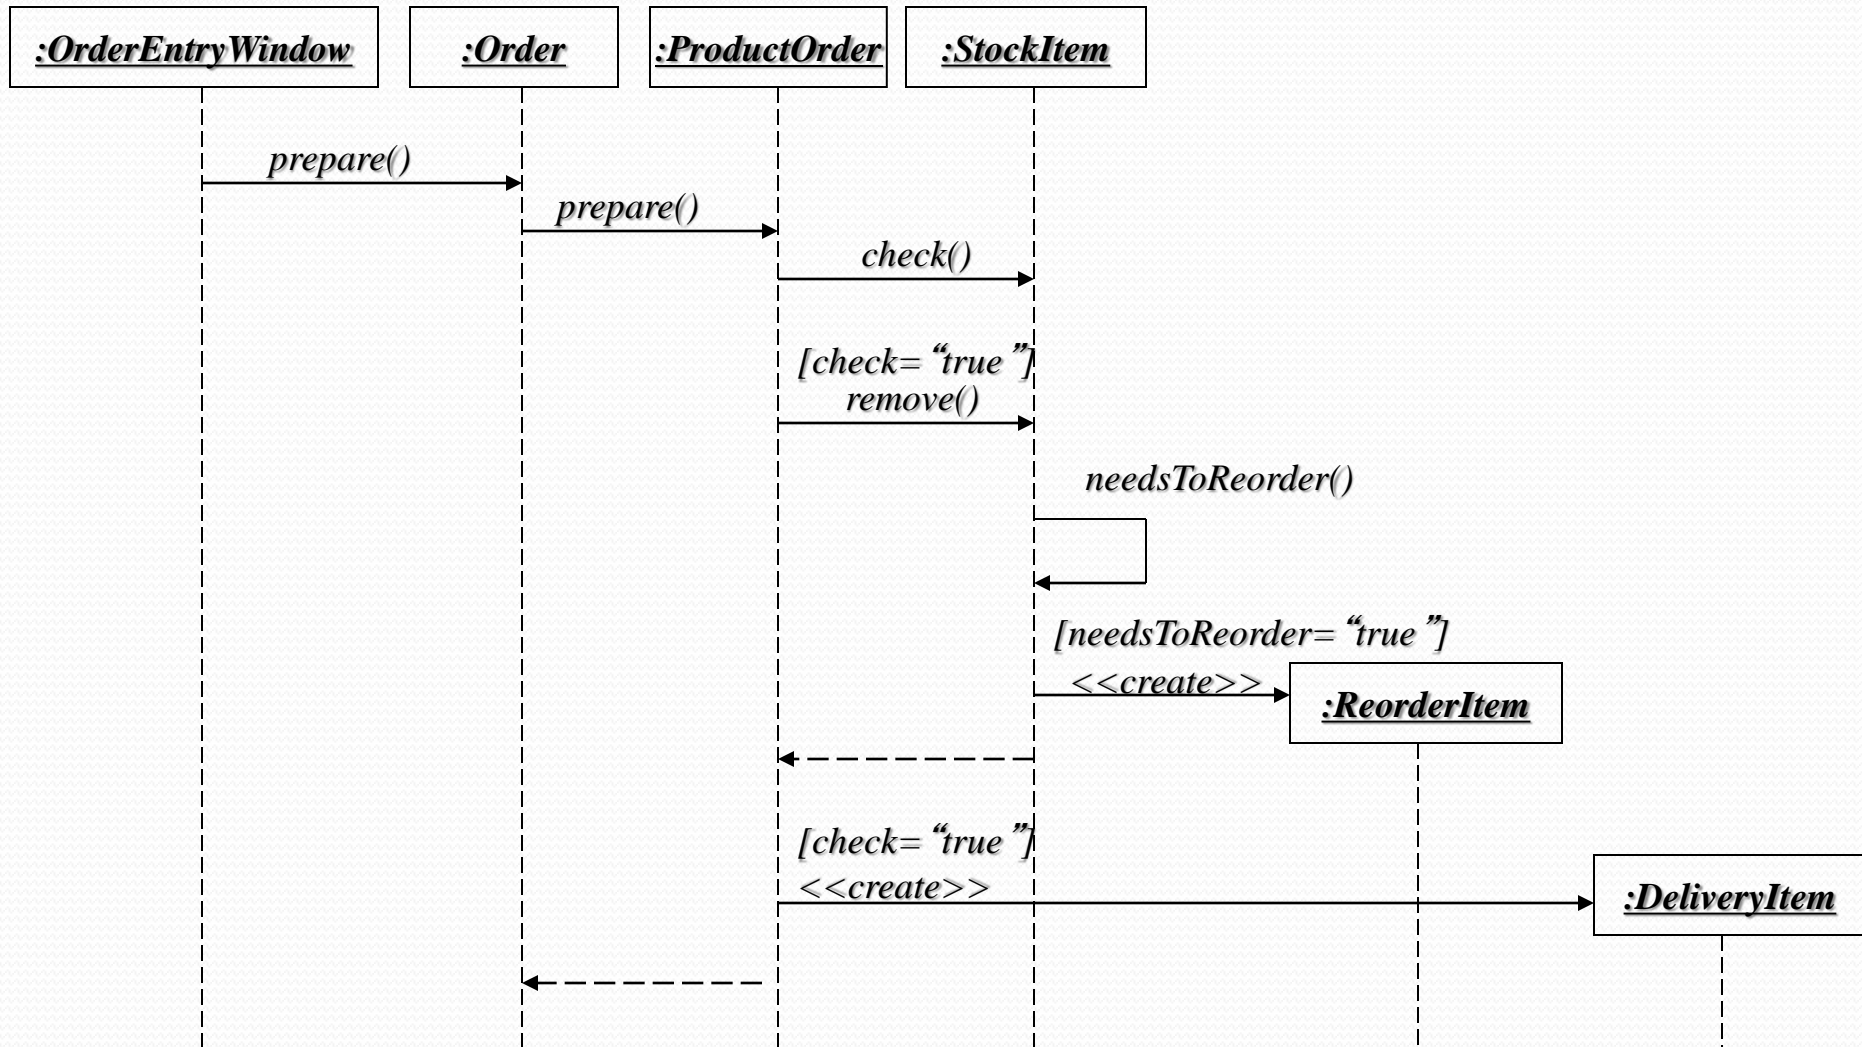 :OrderEntryWindow
:Order
:ProductOrder
:StockItem
prepare()
prepare()
check()
[check=“true”]
remove()
needsToReorder()
[needsToReorder=“true”]
<<create>>
:ReorderItem
[check=“true”]
<<create>>
:DeliveryItem